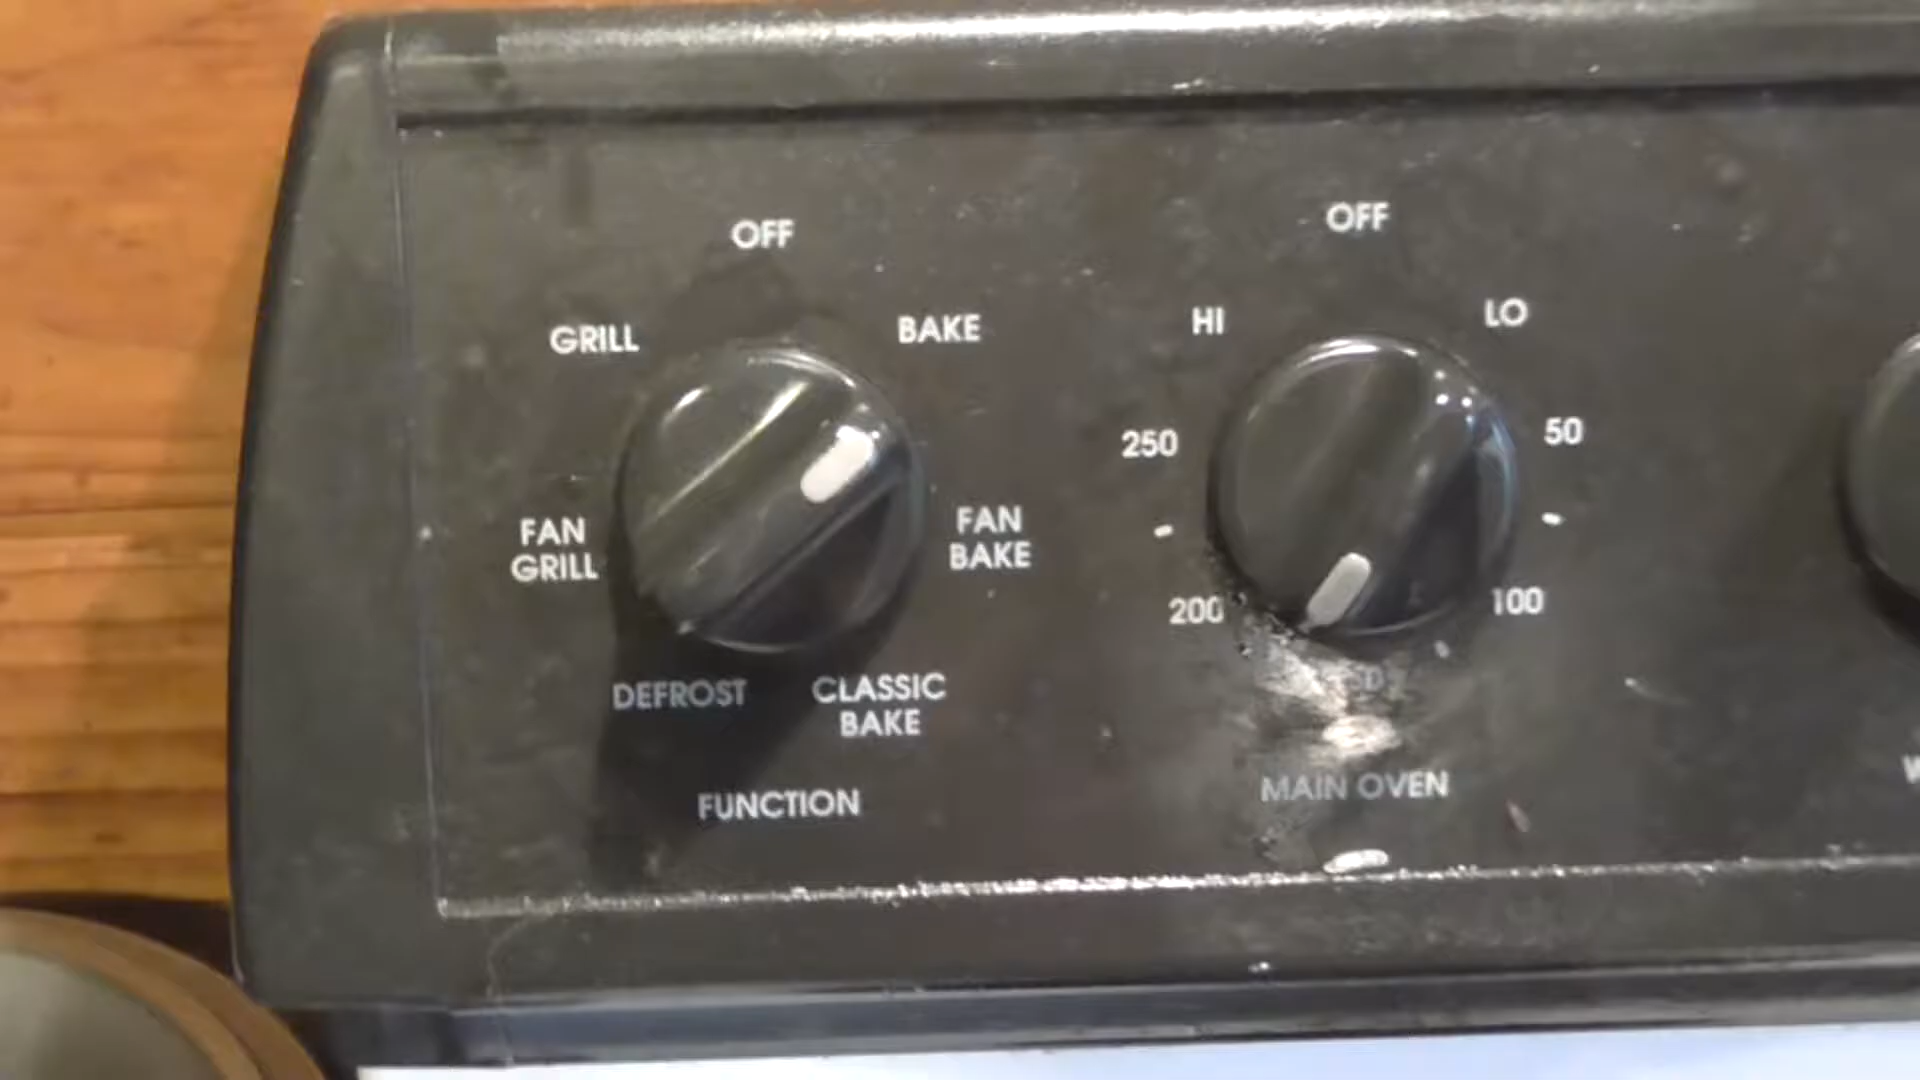 OFF
GRILL
BAKE
FAN
GRILL
FAN
BAKE
DEFROST
CLASSIC
BAKE
FUNCTION
OFF
HI
LO
250
50
200
100
MAIN OVEN